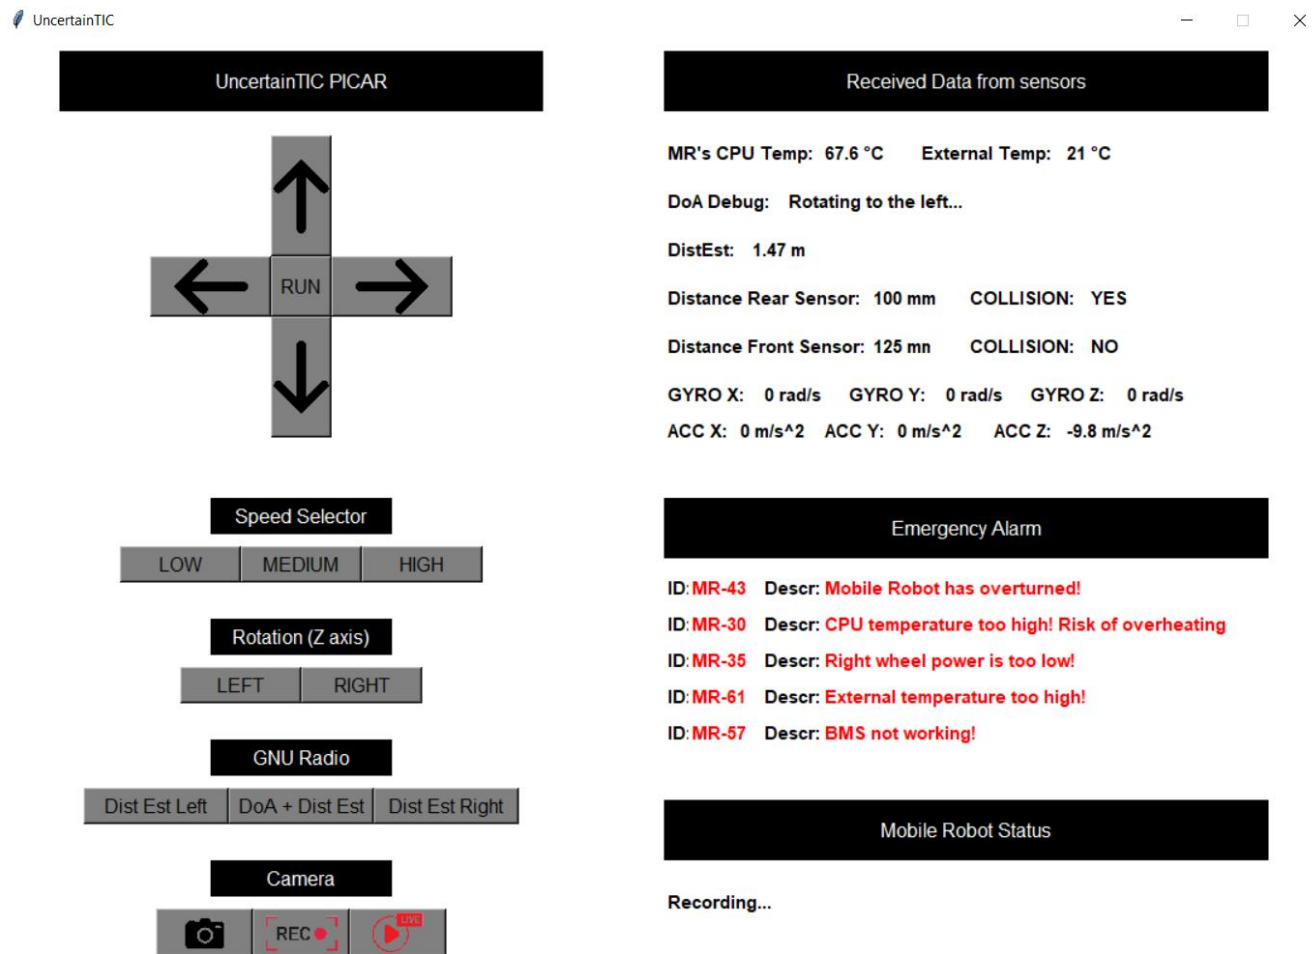 UncertainTIC
UncertainTIC PICAR
RUN
Speed Selector
LOW MEDIUM HIGH
Rotation (Z axis)
LEFT RIGHT
GNU Radio
Dist Est Left DoA + Dist Est Dist Est Right
Camera
REC LIVE
Received Data from sensors
MR's CPU Temp: 67.6 °C External Temp: 21 °C
DoA Debug: Rotating to the left...
DistEst: 1.47 m
Distance Rear Sensor: 100 mm COLLISION: YES
Distance Front Sensor: 125 mn COLLISION: NO
GYRO X: 0 rad/s GYRO Y: 0 rad/s GYRO Z: 0 rad/s
ACC X: 0 m/s^2 ACC Y: 0 m/s^2 ACC Z: -9.8 m/s^2
Emergency Alarm
ID: MR-43 Descr: Mobile Robot has overturned!
ID: MR-30 Descr: CPU temperature too high! Risk of overheating
ID: MR-35 Descr: Right wheel power is too low!
ID: MR-61 Descr: External temperature too high!
ID: MR-57 Descr: BMS not working!
Mobile Robot Status
Recording...